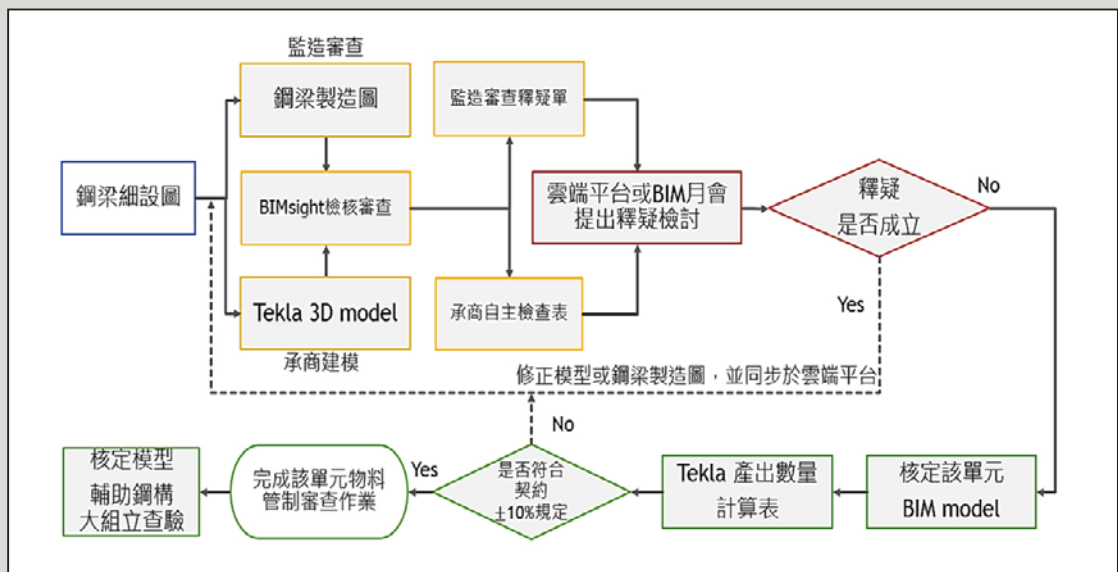 監造審查
鋼梁製造圖
監造審查釋疑單
鋼梁細設圖
BIMsight檢核審查
雲端平台或BIM月會
提出釋疑檢討
釋疑
是否成立
No
Yes
Tekla 3D model
承商建模
承商自主檢查表
修正模型或鋼梁製造圖，並同步於雲端平台
No
核定模型
輔助鋼構
大組立查驗
完成該單元物料
管制審查作業
Yes
是否符合
契約
±10%規定
Tekla 產出數量
計算表
核定該單元
BIM model